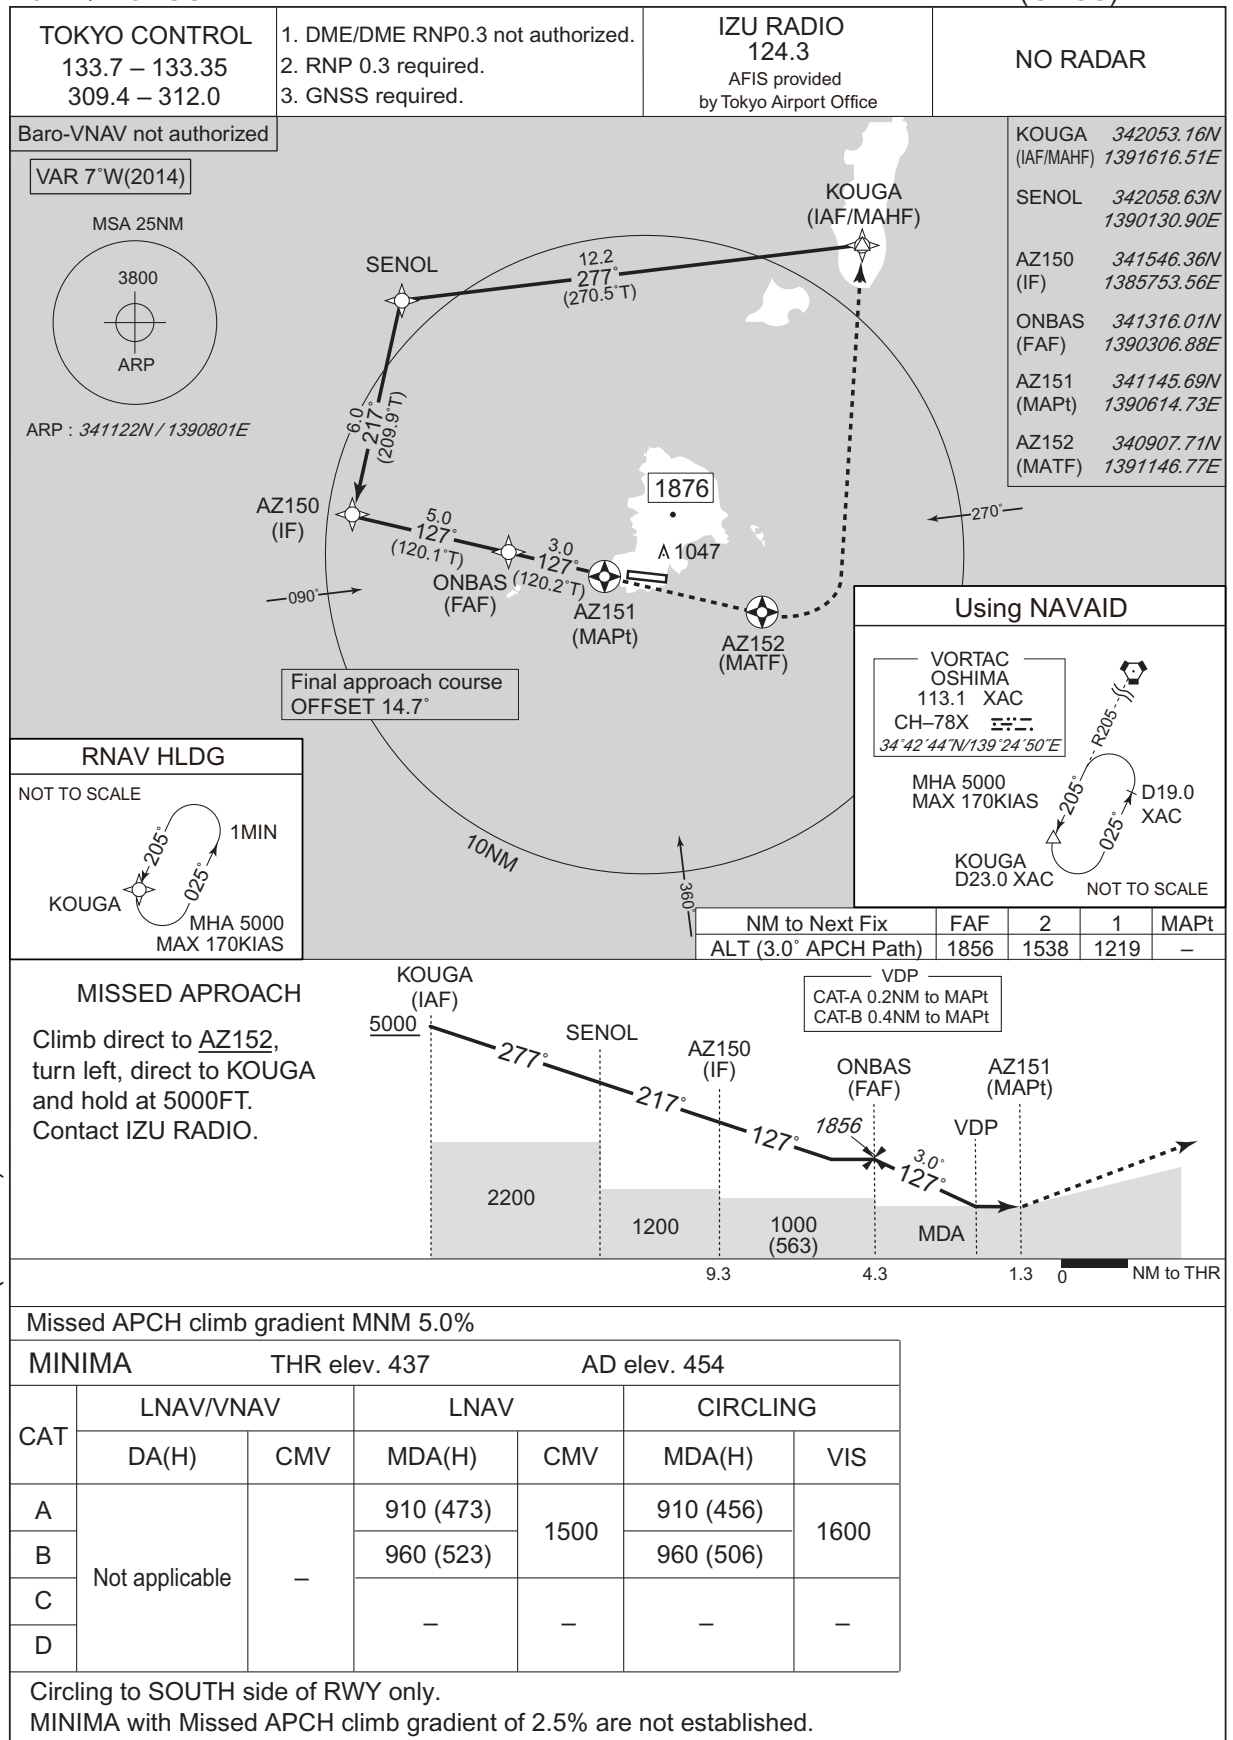 TOKYO CONTROL
133.7 – 133.35
309.4 – 312.0
1. DME/DME RNP0.3 not authorized.
2. RNP 0.3 required.
3. GNSS required.
IZU RADIO
124.3
AFIS provided
by Tokyo Airport Office
NO RADAR
Baro-VNAV not authorized
VAR 7˚W(2014)
MSA 25NM
3800
ARP
ARP : 341122N / 1390801E
KOUGA 342053.16N
(IAF/MAHF) 1391616.51E
SENOL 342058.63N
1390130.90E
AZ150 341546.36N
(IF) 1385753.56E
ONBAS 341316.01N
(FAF) 1390306.88E
AZ151 341145.69N
(MAPt) 1390614.73E
AZ152 340907.71N
(MATF) 1391146.77E
KOUGA
(IAF/MAHF)
SENOL
12.2
277˚
(270.5˚T)
6.0
217˚
(209.9˚T)
AZ150
(IF)
5.0
127˚
(120.1˚T)
ONBAS
(FAF)
3.0
127˚
(120.2˚T)
AZ151
(MAPt)
AZ152
(MATF)
1876
1047
270˚
090˚
360˚
10NM
Final approach course
OFFSET 14.7˚
RNAV HLDG
NOT TO SCALE
205˚
025˚
1MIN
KOUGA
MHA 5000
MAX 170KIAS
Using NAVAID
VORTAC
OSHIMA
113.1 XAC
CH–78X
34˚42´44˝N/139˚24´50˝E
R205
MHA 5000
MAX 170KIAS
205˚
025˚
D19.0
XAC
KOUGA
D23.0 XAC
NOT TO SCALE
NM to Next Fix FAF 2 1 MAPt
ALT (3.0˚ APCH Path) 1856 1538 1219 –
MISSED APROACH
Climb direct to AZ152,
turn left, direct to KOUGA
and hold at 5000FT.
Contact IZU RADIO.
KOUGA
(IAF)
5000
277˚
SENOL
217˚
AZ150
(IF)
127˚
1856
ONBAS
(FAF)
3.0˚
127˚
VDP
CAT-A 0.2NM to MAPt
CAT-B 0.4NM to MAPt
VDP
AZ151
(MAPt)
2200
1200
1000
(563)
MDA
9.3 4.3 1.3 0 NM to THR
Missed APCH climb gradient MNM 5.0%
MINIMA THR elev. 437 AD elev. 454
CAT LNAV/VNAV LNAV CIRCLING
DA(H) CMV MDA(H) CMV MDA(H) VIS
A 910 (473) 1500 910 (456) 1600
B 960 (523) 960 (506)
Not applicable –
C – – – –
D
Circling to SOUTH side of RWY only.
MINIMA with Missed APCH climb gradient of 2.5% are not established.